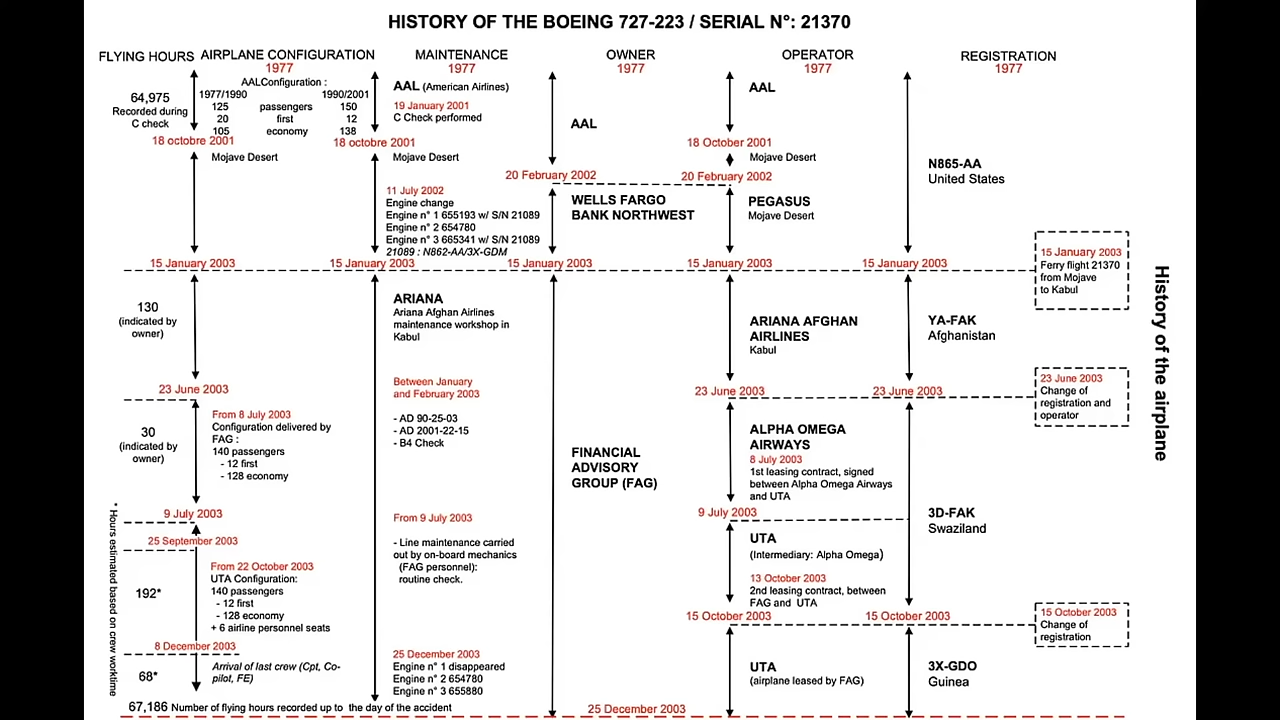 HISTORY OF THE BOEING 727-223 / SERIAL N°: 21370
FLYING HOURS
64,975
Recorded during
C check
18 octobre 2001
15 January 2003
130
(indicated by
owner)
23 June 2003
30
(indicated by
owner)
9 July 2003
25 September 2003
192*
8 December 2003
68*
67,186 Number of flying hours recorded up to the day of the accident
* Hours estimated based on crew worktime
AIRPLANE CONFIGURATION
1977
AALConfiguration :
1977/1990 1990/2001
125 passengers 150
20 first 12
105 economy 138
18 octobre 2001
Mojave Desert
15 January 2003
From 8 July 2003
Configuration delivered by
FAG :
140 passengers
- 12 first
- 128 economy
From 22 October 2003
UTA Configuration:
140 passengers
- 12 first
- 128 economy
+ 6 airline personnel seats
Arrival of last crew (Cpt, Co-
pilot, FE)
MAINTENANCE
1977
AAL (American Airlines)
19 January 2001
C Check performed
Mojave Desert
11 July 2002
Engine change
Engine n° 1 655193 w/ S/N 21089
Engine n° 2 654780
Engine n° 3 665341 w/ S/N 21089
21089 : N862-AA/3X-GDM
15 January 2003
ARIANA
Ariana Afghan Airlines
maintenance workshop in
Kabul
Between January
and February 2003
- AD 90-25-03
- AD 2001-22-15
- B4 Check
From 9 July 2003
- Line maintenance carried
out by on-board mechanics
(FAG personnel):
routine check.
25 December 2003
Engine n° 1 disappeared
Engine n° 2 654780
Engine n° 3 655880
OWNER
1977
AAL
20 February 2002
WELLS FARGO
BANK NORTHWEST
FINANCIAL
ADVISORY
GROUP (FAG)
25 December 2003
OPERATOR
1977
AAL
18 October 2001
Mojave Desert
20 February 2002
PEGASUS
Mojave Desert
15 January 2003
ARIANA AFGHAN
AIRLINES
Kabul
23 June 2003
ALPHA OMEGA
AIRWAYS
8 July 2003
1st leasing contract, signed
between Alpha Omega Airways
and UTA
9 July 2003
UTA
(Intermediary: Alpha Omega)
13 October 2003
2nd leasing contract, between
FAG and UTA
15 October 2003
UTA
(airplane leased by FAG)
REGISTRATION
1977
N865-AA
United States
15 January 2003
YA-FAK
Afghanistan
23 June 2003
3D-FAK
Swaziland
15 October 2003
3X-GDO
Guinea
15 January 2003
Ferry flight 21370
from Mojave
to Kabul
23 June 2003
Change of
registration and
operator
15 October 2003
Change of
registration
History of the airplane